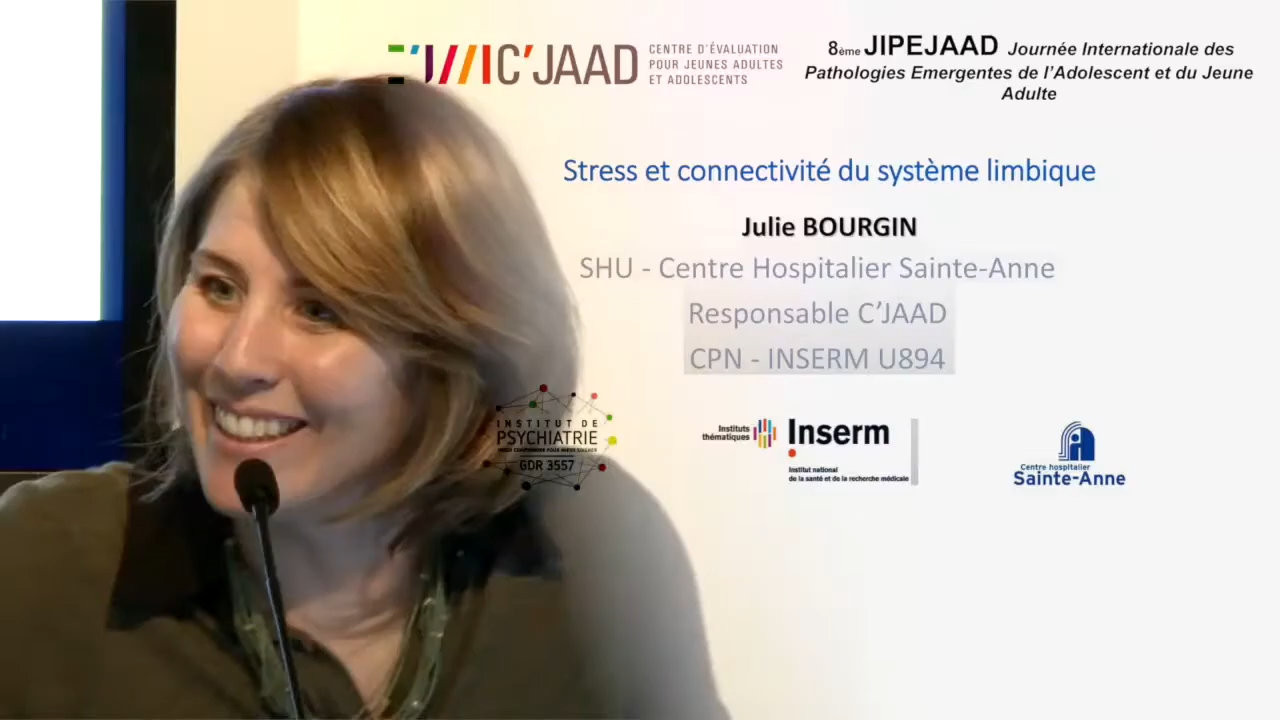 C'JAAD
CENTRE D'ÉVALUATION
POUR JEUNES ADULTES
ET ADOLESCENTS
8ème JIPEJAAD Journée Internationale des
Pathologies Emergentes de l'Adolescent et du Jeune
Adulte
Stress et connectivité du système limbique
Julie BOURGIN
SHU - Centre Hospitalier Sainte-Anne
Responsable C'JAAD
CPN - INSERM U894
INSTITUT DE
PSYCHIATRIE
GDR 3557
Instituts
thématiques
Inserm
Institut national
de la santé et de la recherche médicale
Centre hospitalier
Sainte-Anne